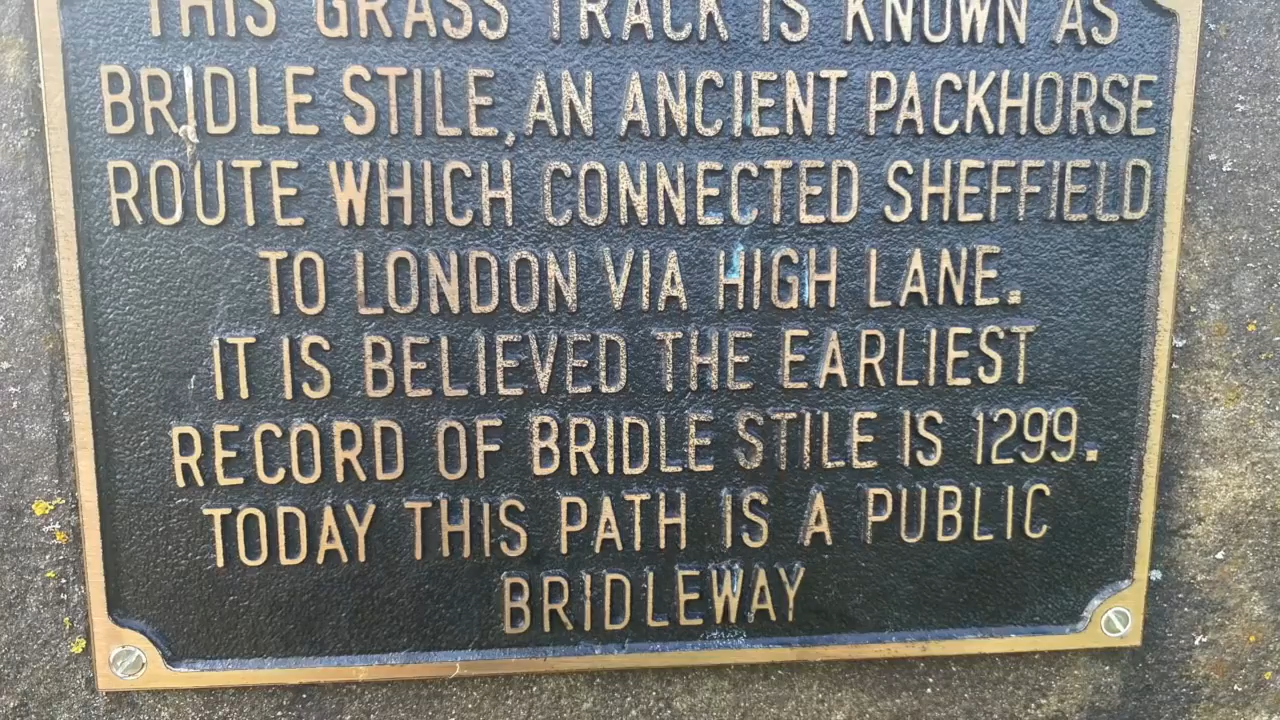 THIS GRASS TRACK IS KNOWN AS
BRIDLE STILE, AN ANCIENT PACKHORSE
ROUTE WHICH CONNECTED SHEFFIELD
TO LONDON VIA HIGH LANE.
IT IS BELIEVED THE EARLIEST
RECORD OF BRIDLE STILE IS 1299.
TODAY THIS PATH IS A PUBLIC
BRIDLEWAY